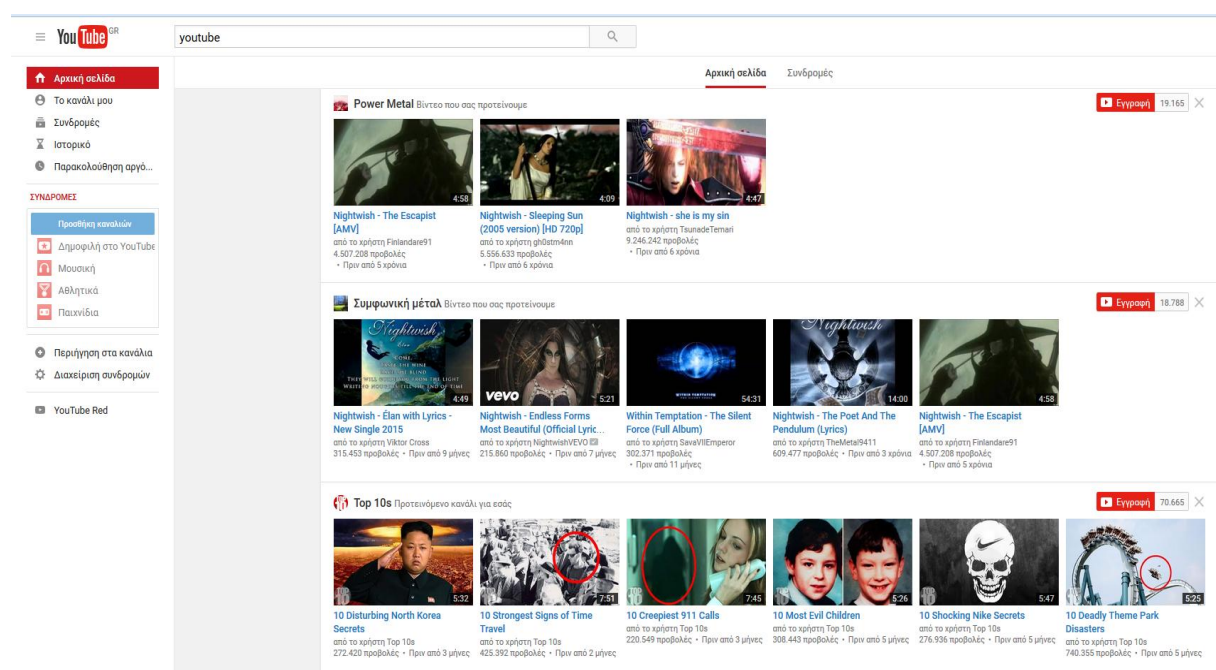 YouTube GR
youtube
Αρχική σελίδα
Το κανάλι μου
Συνδρομές
Ιστορικό
Παρακολούθηση αργό...
ΣΥΝΔΡΟΜΕΣ
Προσθήκη καναλιών
Δημοφιλή στο YouTube
Μουσική
Αθλητικά
Παιχνίδια
Περιήγηση στα κανάλια
Διαχείριση συνδρομών
YouTube Red
Αρχική σελίδα Συνδρομές
Power Metal Βίντεο που σας προτείνουμε
Εγγραφή 19.165
4:58
Nightwish - The Escapist
[AMV]
από το χρήστη Finlandare91
4.507.208 προβολές
• Πριν από 5 χρόνια
4:09
Nightwish - Sleeping Sun
(2005 version) [HD 720p]
από το χρήστη gh0stm4nn
5.556.633 προβολές
• Πριν από 6 χρόνια
4:47
Nightwish - she is my sin
από το χρήστη TsunadeTemari
9.246.242 προβολές
• Πριν από 6 χρόνια
Συμφωνική μέταλ Βίντεο που σας προτείνουμε
Εγγραφή 18.788
Nightwish
4:49
Nightwish - Élan with Lyrics -
New Single 2015
από το χρήστη Viktor Cross
315.453 προβολές • Πριν από 9 μήνες
vevo
5:21
Nightwish - Endless Forms
Most Beautiful (Official Lyric...
από το χρήστη NightwishVEVO
215.860 προβολές • Πριν από 7 μήνες
WITHIN TEMPTATION
54:31
Within Temptation - The Silent
Force (Full Album)
από το χρήστη SavaVIIEmperor
302.371 προβολές
• Πριν από 11 μήνες
Nightwish
14:00
Nightwish - The Poet And The
Pendulum (Lyrics)
από το χρήστη TheMetal9411
609.477 προβολές • Πριν από 3 χρόνια
4:58
Nightwish - The Escapist
[AMV]
από το χρήστη Finlandare91
4.507.208 προβολές
• Πριν από 5 χρόνια
Top 10s Προτεινόμενο κανάλι για εσάς
Εγγραφή 70.665
TOP 10
5:32
10 Disturbing North Korea
Secrets
από το χρήστη Top 10s
272.420 προβολές • Πριν από 3 μήνες
TOP 10
7:51
10 Strongest Signs of Time
Travel
από το χρήστη Top 10s
425.392 προβολές • Πριν από 2 μήνες
TOP 10
7:45
10 Creepiest 911 Calls
από το χρήστη Top 10s
220.549 προβολές • Πριν από 3 μήνες
TOP 10
5:26
10 Most Evil Children
από το χρήστη Top 10s
308.443 προβολές • Πριν από 5 μήνες
TOP 10
5:47
10 Shocking Nike Secrets
από το χρήστη Top 10s
276.936 προβολές • Πριν από 5 μήνες
TOP 10
5:25
10 Deadly Theme Park
Disasters
από το χρήστη Top 10s
740.355 προβολές • Πριν από 5 μήνες